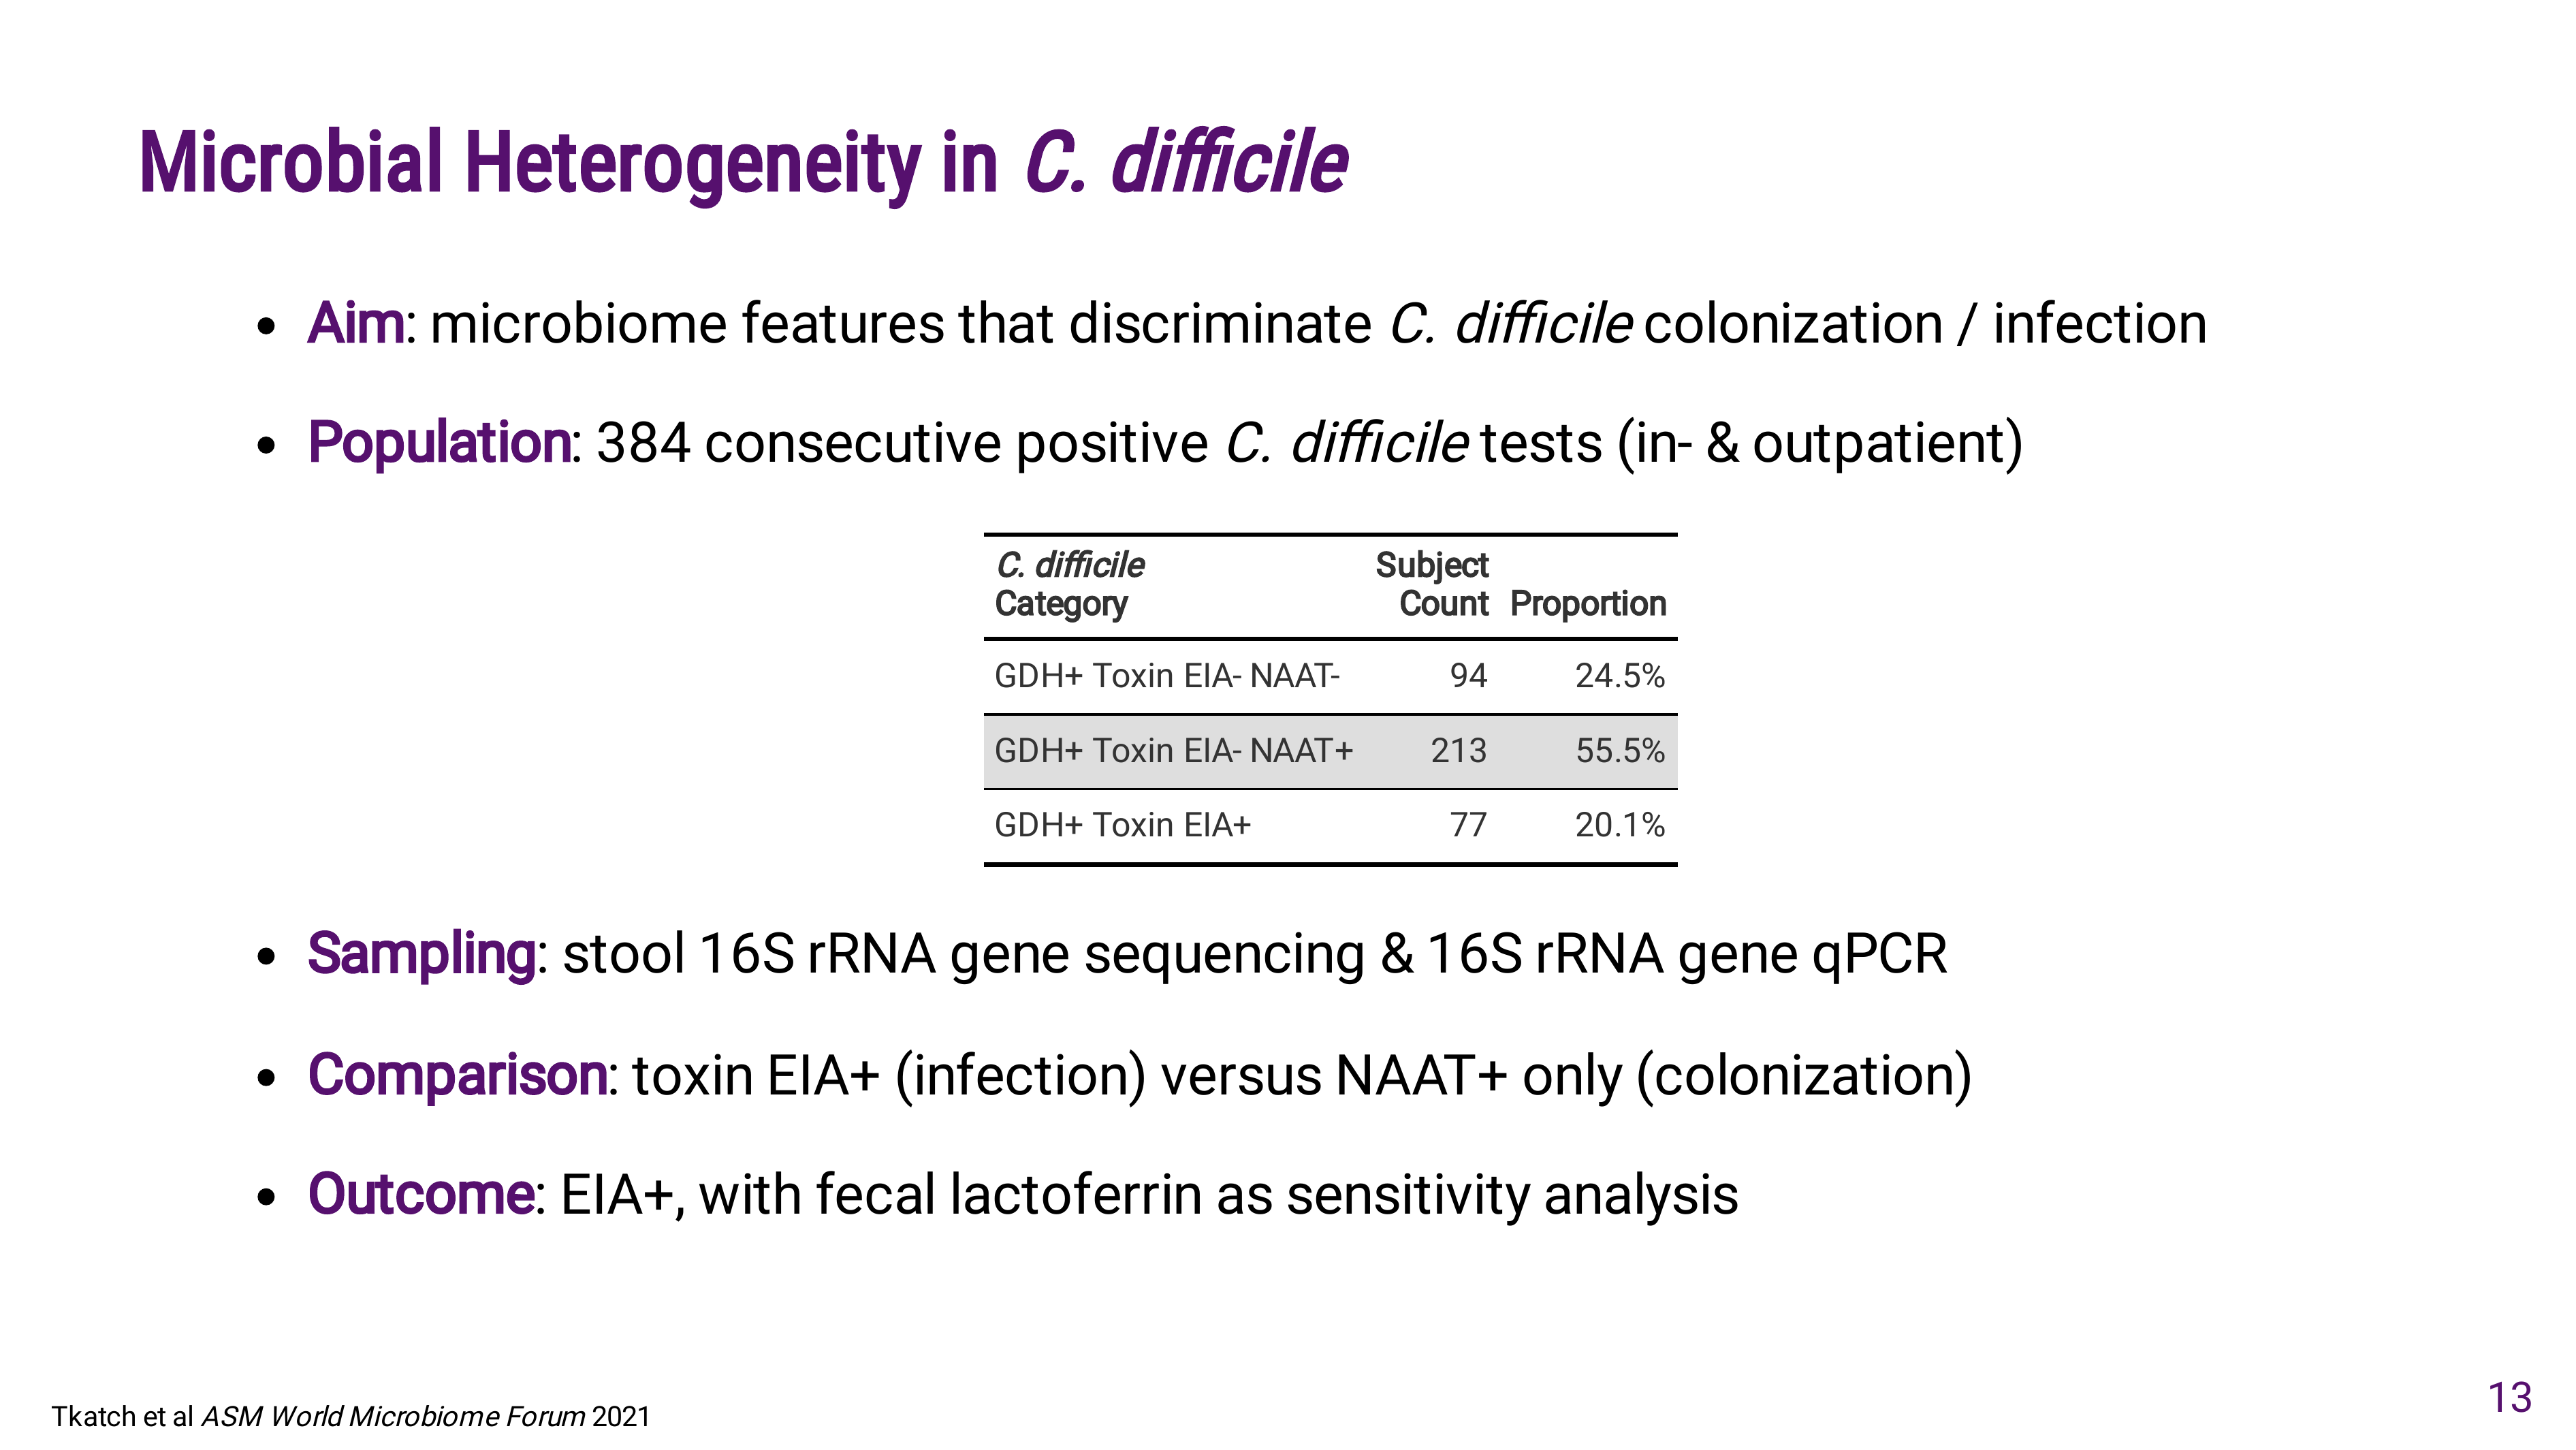 Microbial Heterogeneity in C. difficile
• Aim: microbiome features that discriminate C. difficile colonization / infection
• Population: 384 consecutive positive C. difficile tests (in- & outpatient)
C. difficile Subject
Category Count Proportion
GDH+ Toxin EIA- NAAT- 94 24.5%
GDH+ Toxin EIA- NAAT+ 213 55.5%
GDH+ Toxin EIA+ 77 20.1%
• Sampling: stool 16S rRNA gene sequencing & 16S rRNA gene qPCR
• Comparison: toxin EIA+ (infection) versus NAAT+ only (colonization)
• Outcome: EIA+, with fecal lactoferrin as sensitivity analysis
Tkatch et al ASM World Microbiome Forum 2021
13